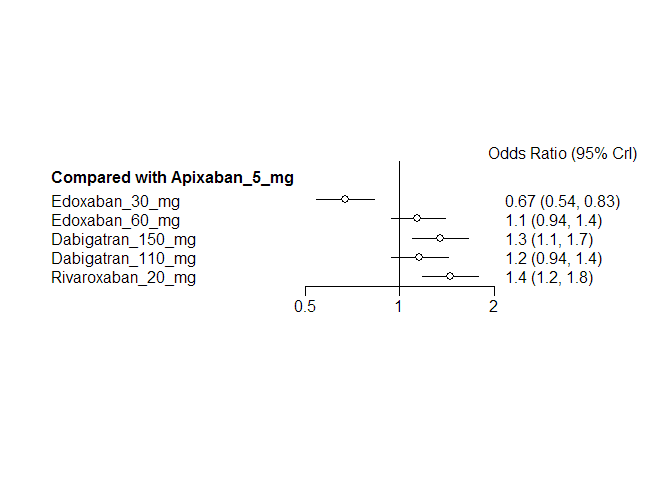 Odds Ratio (95% CrI)
Compared with Apixaban_5_mg
Edoxaban_30_mg 0.67 (0.54, 0.83)
Edoxaban_60_mg 1.1 (0.94, 1.4)
Dabigatran_150_mg 1.3 (1.1, 1.7)
Dabigatran_110_mg 1.2 (0.94, 1.4)
Rivaroxaban_20_mg 1.4 (1.2, 1.8)
0.5 1 2